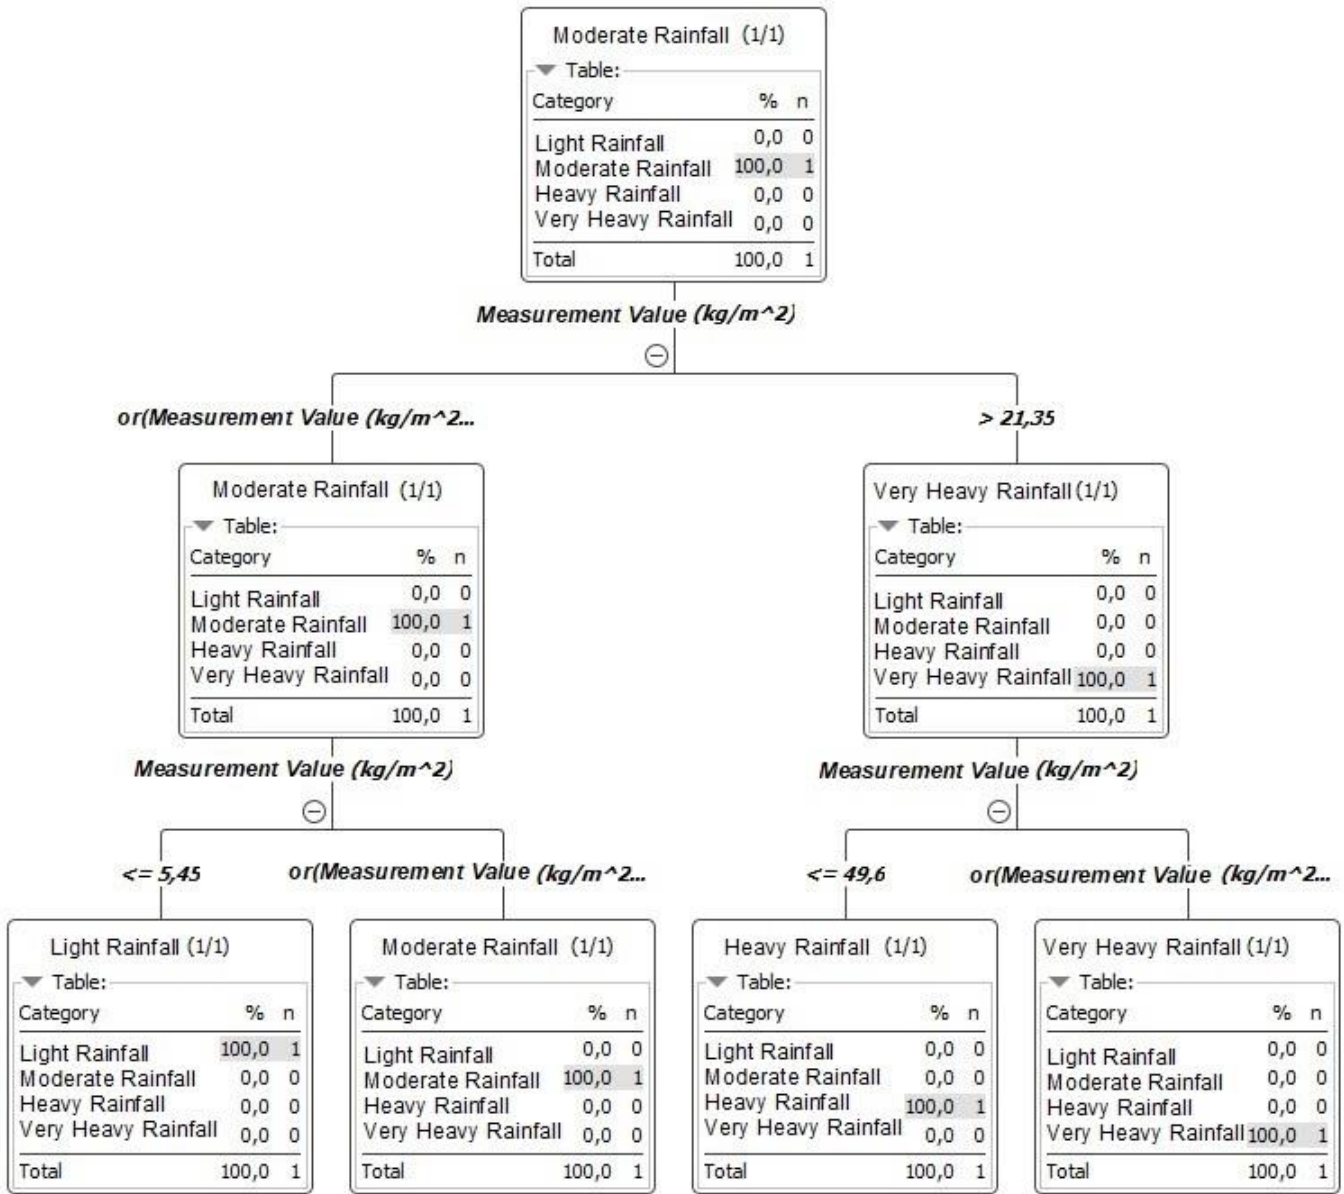 Moderate Rainfall (1/1)
Table:
Category % n
Light Rainfall 0,0 0
Moderate Rainfall 100,0 1
Heavy Rainfall 0,0 0
Very Heavy Rainfall 0,0 0
Total 100,0 1
Measurement Value (kg/m^2)
or(Measurement Value (kg/m^2...
> 21,35
Moderate Rainfall (1/1)
Table:
Category % n
Light Rainfall 0,0 0
Moderate Rainfall 100,0 1
Heavy Rainfall 0,0 0
Very Heavy Rainfall 0,0 0
Total 100,0 1
Very Heavy Rainfall (1/1)
Table:
Category % n
Light Rainfall 0,0 0
Moderate Rainfall 0,0 0
Heavy Rainfall 0,0 0
Very Heavy Rainfall 100,0 1
Total 100,0 1
Measurement Value (kg/m^2)
Measurement Value (kg/m^2)
<= 5,45
or(Measurement Value (kg/m^2...
<= 49,6
or(Measurement Value (kg/m^2...
Light Rainfall (1/1)
Table:
Category % n
Light Rainfall 100,0 1
Moderate Rainfall 0,0 0
Heavy Rainfall 0,0 0
Very Heavy Rainfall 0,0 0
Total 100,0 1
Moderate Rainfall (1/1)
Table:
Category % n
Light Rainfall 0,0 0
Moderate Rainfall 100,0 1
Heavy Rainfall 0,0 0
Very Heavy Rainfall 0,0 0
Total 100,0 1
Heavy Rainfall (1/1)
Table:
Category % n
Light Rainfall 0,0 0
Moderate Rainfall 0,0 0
Heavy Rainfall 100,0 1
Very Heavy Rainfall 0,0 0
Total 100,0 1
Very Heavy Rainfall (1/1)
Table:
Category % n
Light Rainfall 0,0 0
Moderate Rainfall 0,0 0
Heavy Rainfall 0,0 0
Very Heavy Rainfall 100,0 1
Total 100,0 1